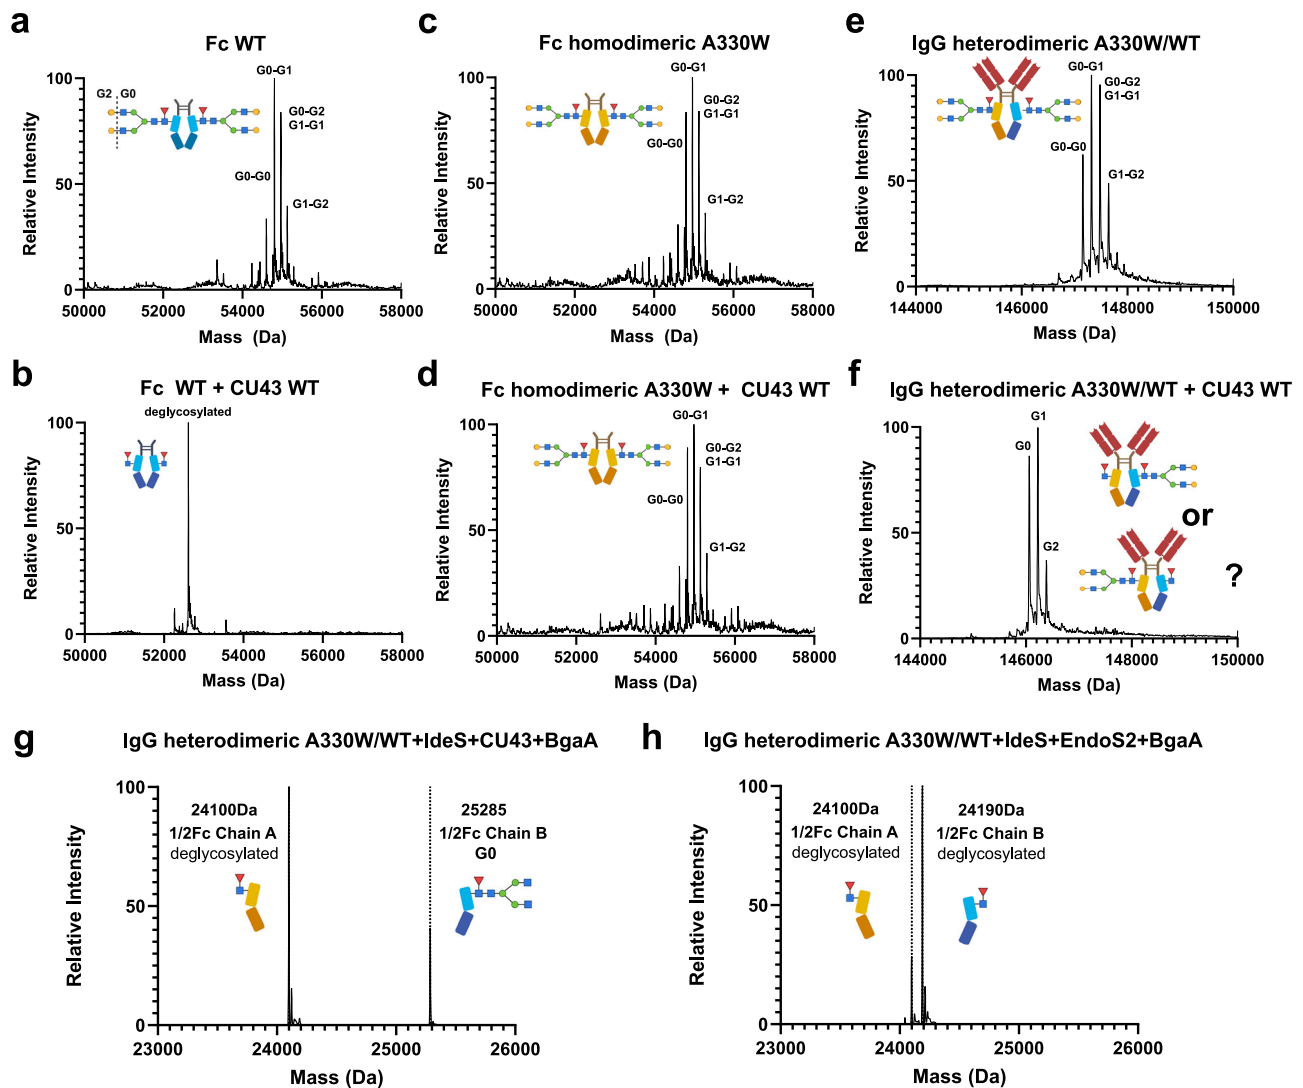 a
Fc WT
Relative Intensity
100
50
0
G2 G0
G0-G1
G0-G2
G1-G1
G0-G0
G1-G2
50000 52000 54000 56000 58000
Mass (Da)
c
Fc homodimeric A330W
Relative Intensity
100
50
0
G0-G1
G0-G2
G1-G1
G0-G0
G1-G2
50000 52000 54000 56000 58000
Mass (Da)
e
IgG heterodimeric A330W/WT
Relative Intensity
100
50
0
G0-G1
G0-G2
G1-G1
G0-G0
G1-G2
144000 146000 148000 150000
Mass (Da)
b
Fc WT + CU43 WT
deglycosylated
Relative Intensity
100
50
0
50000 52000 54000 56000 58000
Mass (Da)
d
Fc homodimeric A330W + CU43 WT
Relative Intensity
100
50
0
G0-G1
G0-G2
G1-G1
G0-G0
G1-G2
50000 52000 54000 56000 58000
Mass (Da)
f
IgG heterodimeric A330W/WT + CU43 WT
Relative Intensity
100
50
0
G1
G0
G2
or
?
144000 146000 148000 150000
Mass (Da)
g
IgG heterodimeric A330W/WT+IdeS+CU43+BgaA
Relative Intensity
100
50
0
24100Da
1/2Fc Chain A
deglycosylated
25285
1/2Fc Chain B
G0
23000 24000 25000 26000
Mass (Da)
h
IgG heterodimeric A330W/WT+IdeS+EndoS2+BgaA
Relative Intensity
100
50
0
24100Da
1/2Fc Chain A
deglycosylated
24190Da
1/2Fc Chain B
deglycosylated
23000 24000 25000 26000
Mass (Da)